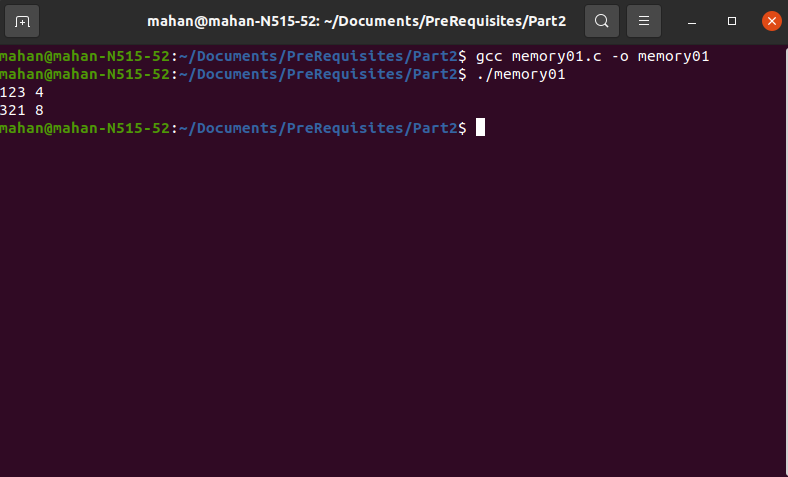 mahan@mahan-N515-52: ~/Documents/PreRequisites/Part2
mahan@mahan-N515-52:~/Documents/PreRequisites/Part2$ gcc memory01.c -o memory01
mahan@mahan-N515-52:~/Documents/PreRequisites/Part2$ ./memory01
123 4
321 8
mahan@mahan-N515-52:~/Documents/PreRequisites/Part2$